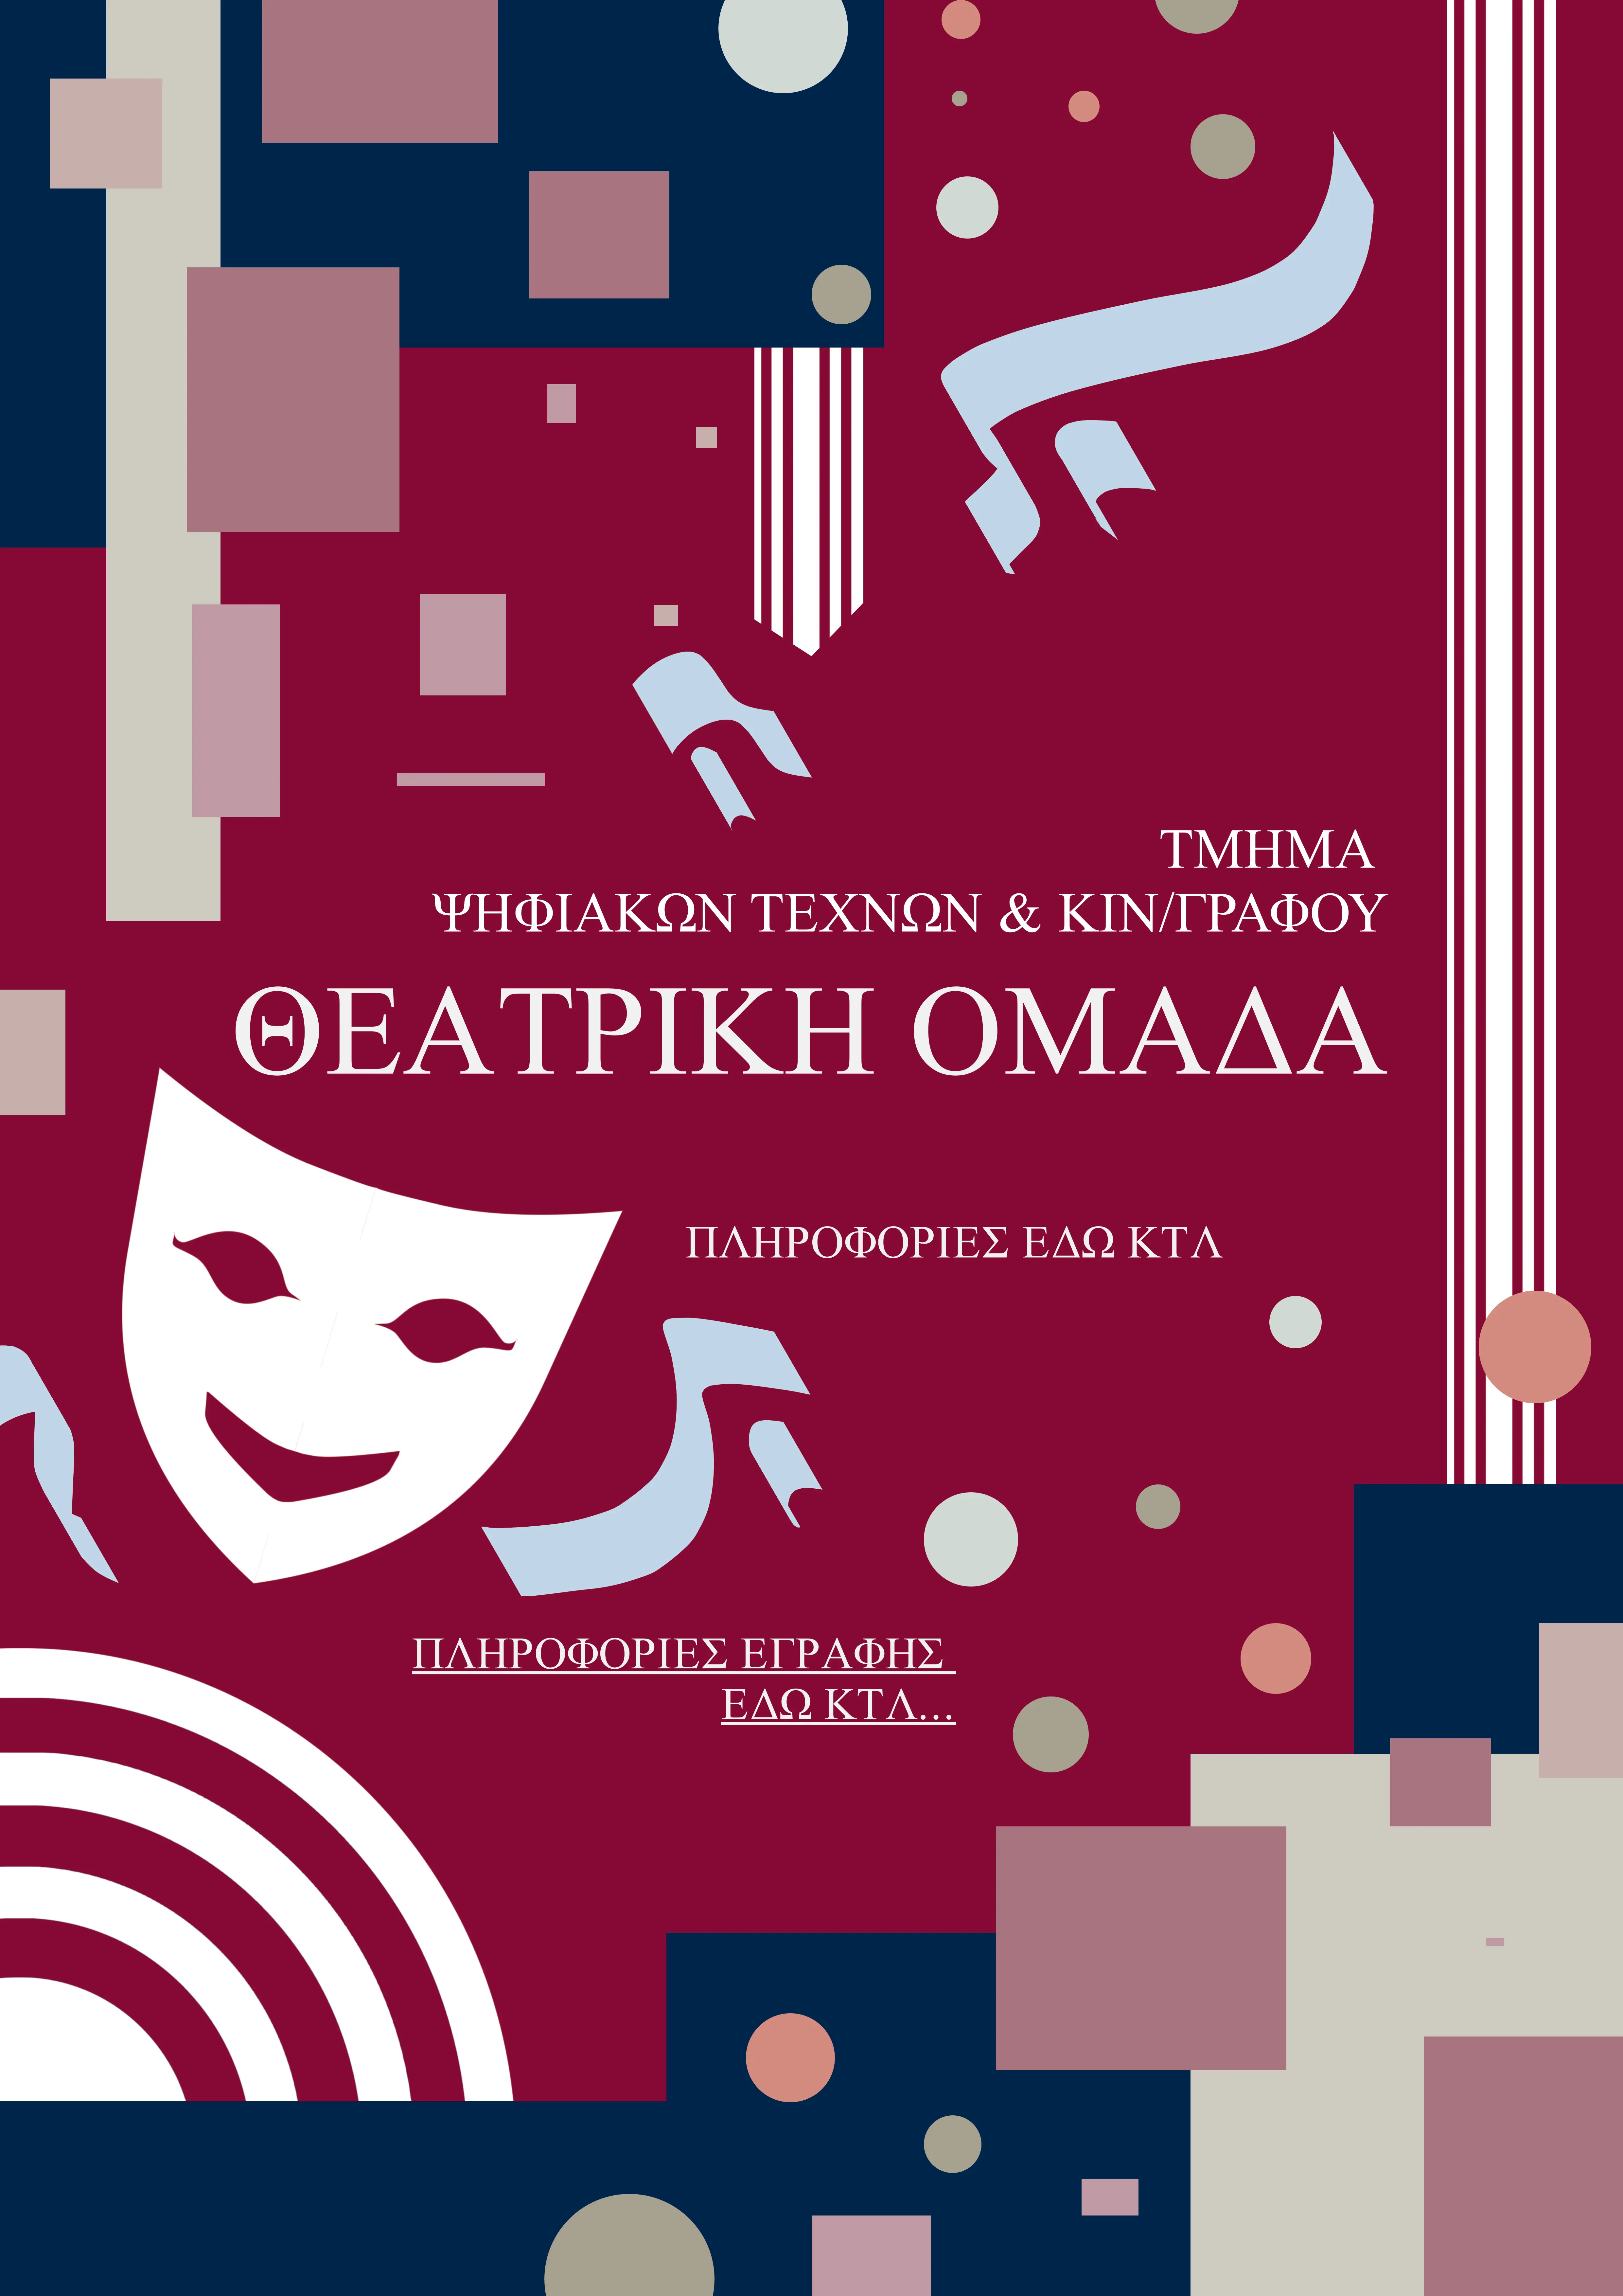 ΤΜΗΜΑ
ΨΗΦΙΑΚΩΝ ΤΕΧΝΩΝ & ΚΙΝ/ΓΡΑΦΟΥ
ΘΕΑΤΡΙΚΗ ΟΜΑΔΑ
ΠΛΗΡΟΦΟΡΙΕΣ ΕΔΩ ΚΤΛ
ΠΛΗΡΟΦΟΡΙΕΣ ΕΓΡΑΦΗΣ
ΕΔΩ ΚΤΛ...